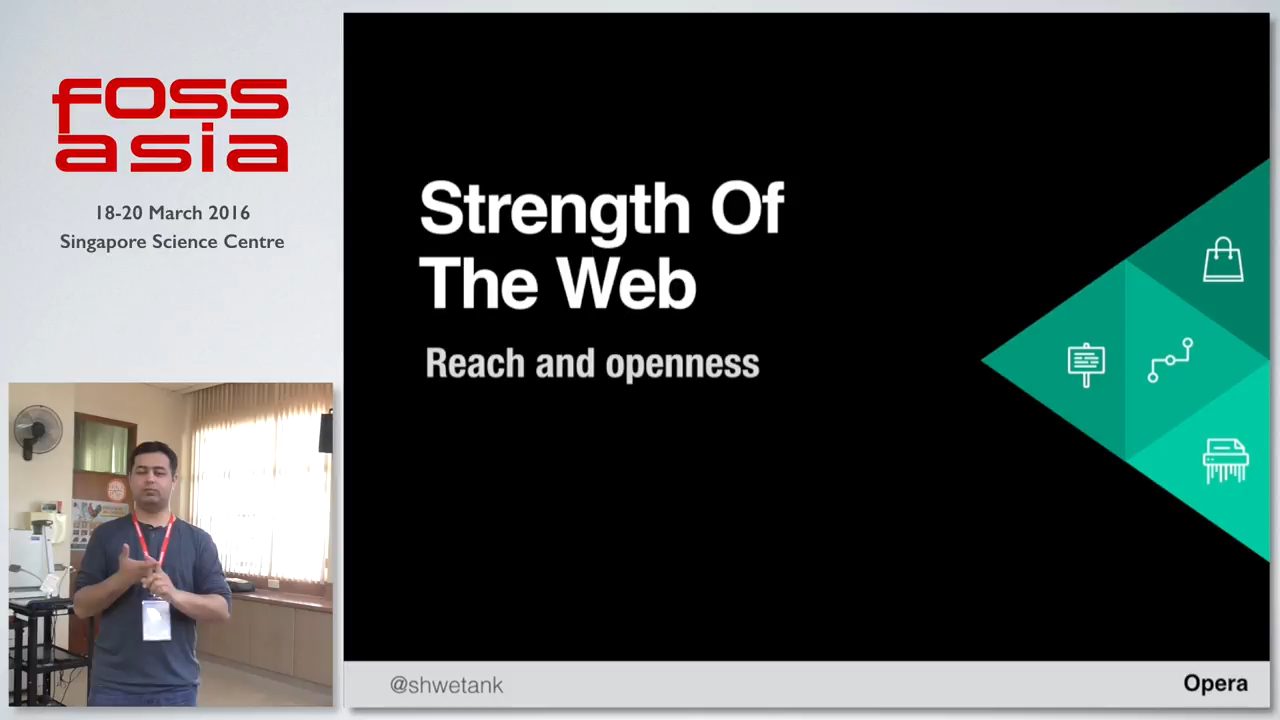 foss
asia
18-20 March 2016
Singapore Science Centre
Strength Of
The Web
Reach and openness
@shwetank
Opera